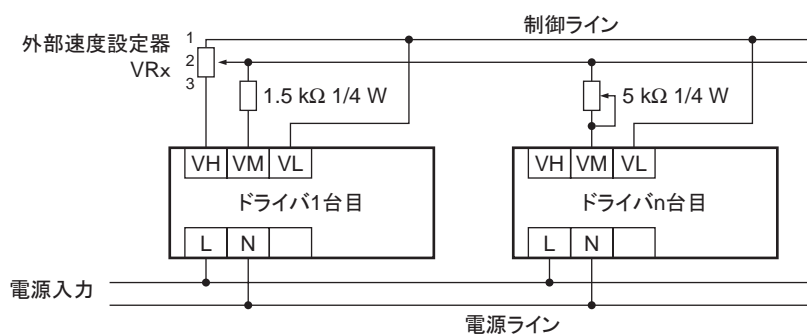 制御ライン
外部速度設定器
VRx
1
2
3
1.5 kΩ 1/4 W
5 kΩ 1/4 W
VH VM VL
VH VM VL
ドライバ1台目
ドライバn台目
L N
L N
電源入力
電源ライン